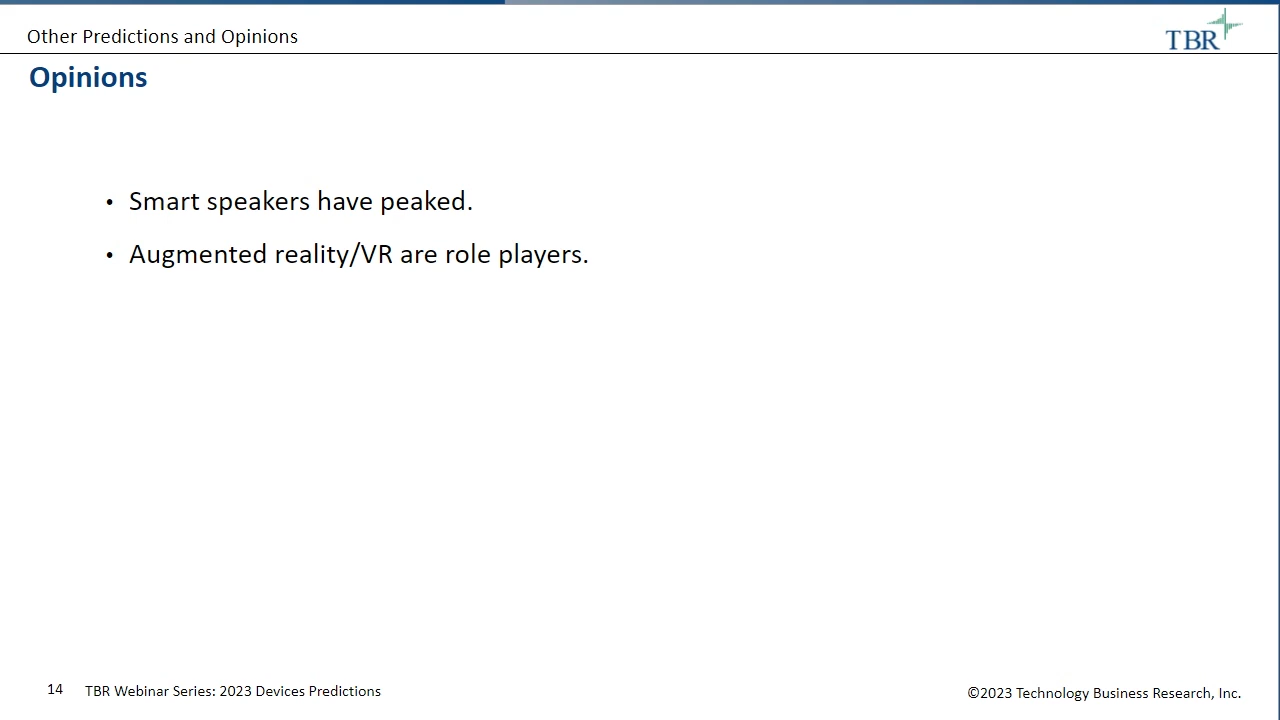 Other Predictions and Opinions
TBR
Opinions
• Smart speakers have peaked.
• Augmented reality/VR are role players.
14 TBR Webinar Series: 2023 Devices Predictions
©2023 Technology Business Research, Inc.